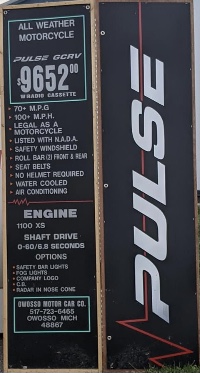 ALL WEATHER
MOTORCYCLE
PULSE GCRV
$9652.00
W RADIO CASSETTE
• 70+ M.P.G
• 100+ M.P.H.
• LEGAL AS A
MOTORCYCLE
• LISTED WITH N.A.D.A.
• SAFETY WINDSHIELD
• ROLL BAR (2) FRONT & REAR
• SEAT BELTS
• NO HELMET REQUIRED
• WATER COOLED
• AIR CONDITIONING
ENGINE
1100 XS
SHAFT DRIVE
0-60/6.8 SECONDS
OPTIONS
• SAFETY BAR LIGHTS
• FOG LIGHTS
• COMPANY LOGO
• C.B.
• RADAR IN NOSE CONE
OWOSSO MOTOR CAR CO.
517-723-6465
OWOSSO MICH
48867
PULSE